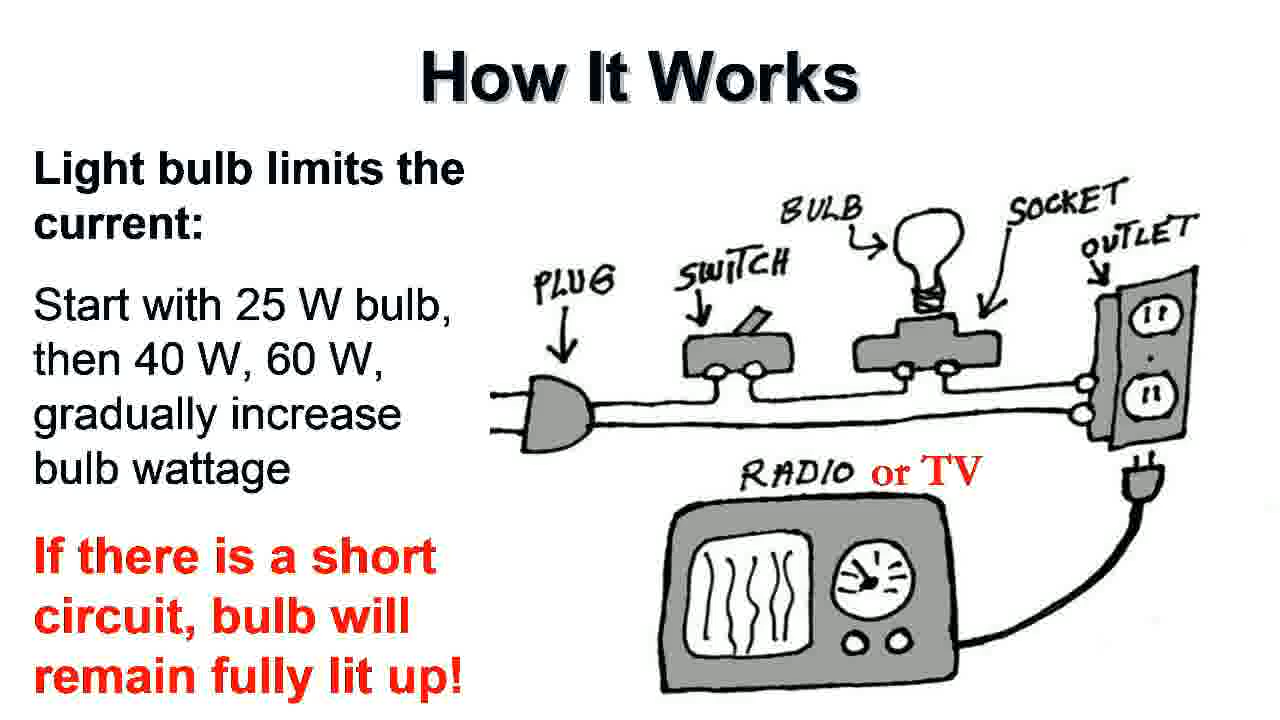 How It Works
Light bulb limits the
current:
Start with 25 W bulb,
then 40 W, 60 W,
gradually increase
bulb wattage
If there is a short
circuit, bulb will
remain fully lit up!
PLUG
SWITCH
BULB
SOCKET
OUTLET
RADIO or TV